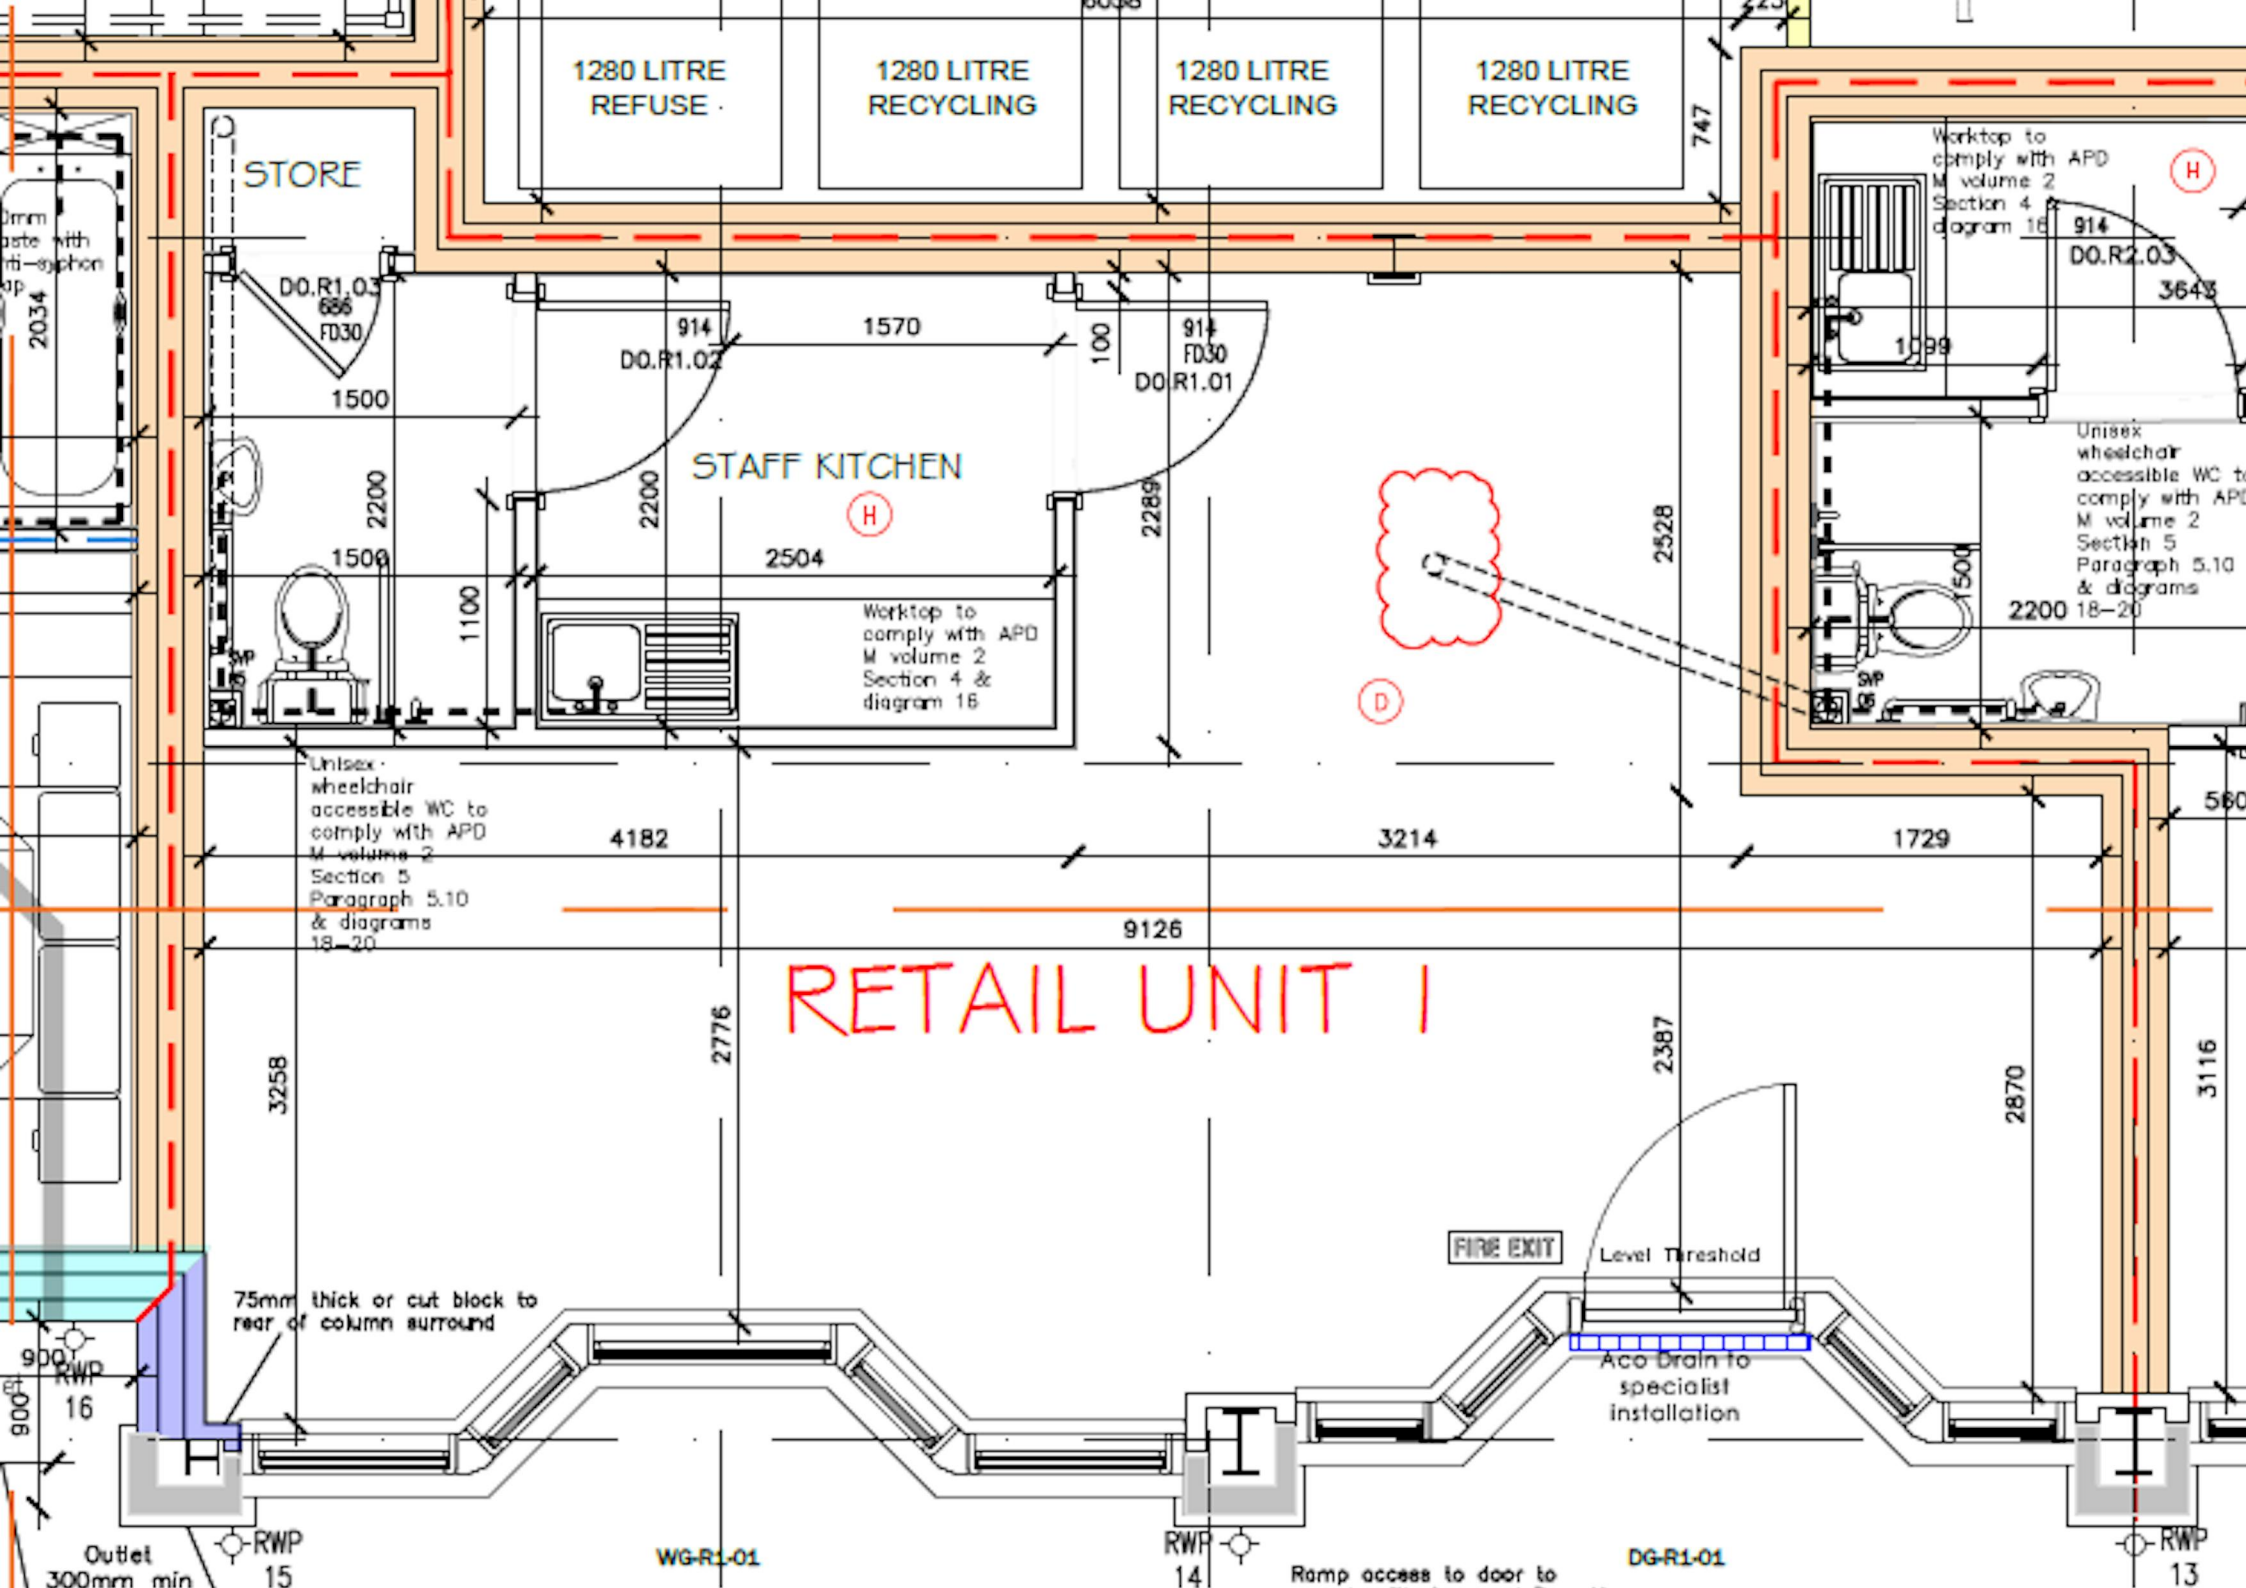 6038
225
1280 LITRE
REFUSE
1280 LITRE
RECYCLING
1280 LITRE
RECYCLING
1280 LITRE
RECYCLING
747
STORE
Worktop to
comply with APD
M volume 2
Section 4 &
diagram 16
H
914
D0.R2.03
3643
1099
2034
D0.R1.03
686
FD30
914
D0.R1.02
1570
100
914
FD30
D0.R1.01
1500
2200
STAFF KITCHEN
H
2200
2289
2528
1500
2504
1100
Worktop to
comply with APD
M volume 2
Section 4 &
diagram 16
D
Unisex
wheelchair
accessible WC to
comply with APD
M volume 2
Section 5
Paragraph 5.10
& diagrams
18-20
1500
2200
SVP
SVP
06
Unisex
wheelchair
accessible WC to
comply with APD
M volume 2
Section 5
Paragraph 5.10
& diagrams
18-20
4182
3214
1729
560
9126
RETAIL UNIT 1
3258
2776
2387
2870
3116
FIRE EXIT
Level Threshold
75mm thick or cut block to
rear of column surround
900
RWP
16
900
Aco Drain to
specialist
installation
Outlet
300mm min
RWP
15
WG-R1-01
RWP
14
DG-R1-01
Ramp access to door to
RWP
13